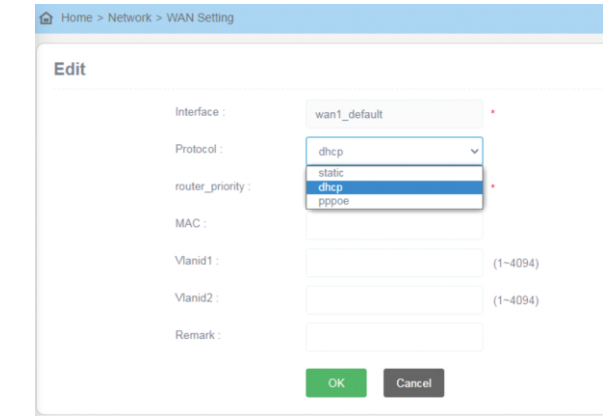 Home > Network > WAN Setting
Edit
Interface : wan1_default *
Protocol : dhcp
static
router_priority : dhcp *
pppoe
MAC :
Vlanid1 : (1~4094)
Vlanid2 : (1~4094)
Remark :
OK Cancel